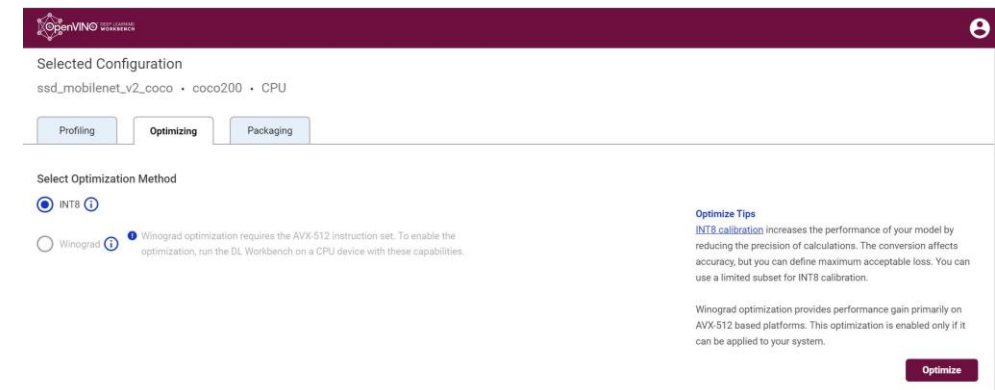 OpenVINO DEEP LEARNING
WORKBENCH
Selected Configuration
ssd_mobilenet_v2_coco • coco200 • CPU
Profiling
Optimizing
Packaging
Select Optimization Method
INT8
Winograd
Winograd optimization requires the AVX-512 instruction set. To enable the
optimization, run the DL Workbench on a CPU device with these capabilities.
Optimize Tips
INT8 calibration increases the performance of your model by
reducing the precision of calculations. The conversion affects
accuracy, but you can define maximum acceptable loss. You can
use a limited subset for INT8 calibration.
Winograd optimization provides performance gain primarily on
AVX-512 based platforms. This optimization is enabled only if it
can be applied to your system.
Optimize